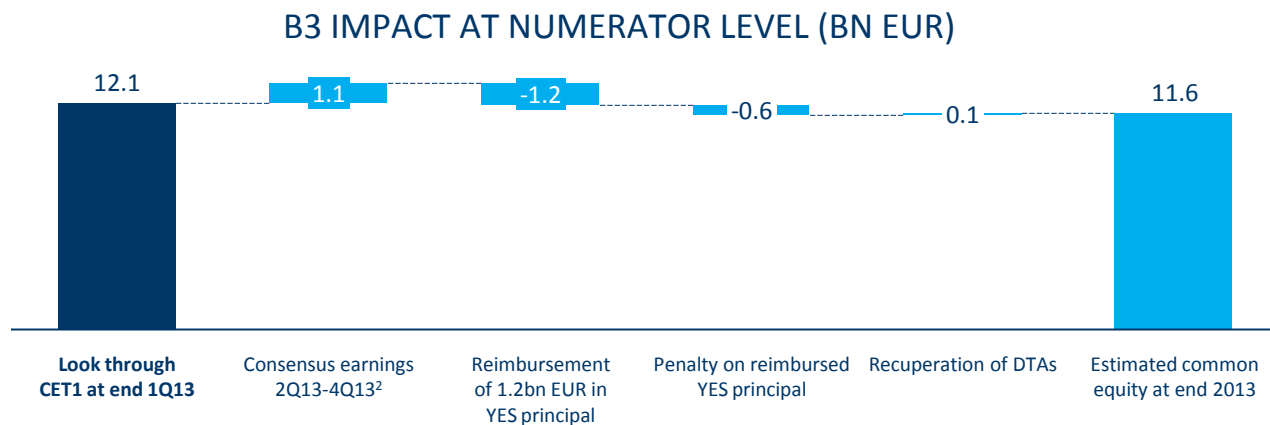 B3 IMPACT AT NUMERATOR LEVEL (BN EUR)
12.1
1.1
-1.2
-0.6
0.1
11.6
Look through
CET1 at end 1Q13
Consensus earnings
2Q13-4Q13²
Reimbursement
of 1.2bn EUR in
YES principal
Penalty on reimbursed
YES principal
Recuperation of DTAs
Estimated common
equity at end 2013